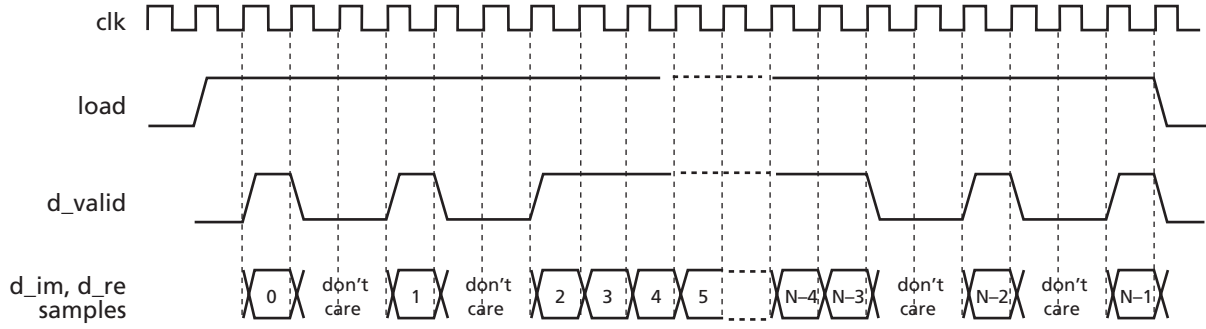 clk
load
d_valid
d_im, d_re
samples
0
don't
care
1
don't
care
2
3
4
5
N–4
N–3
don't
care
N–2
don't
care
N–1